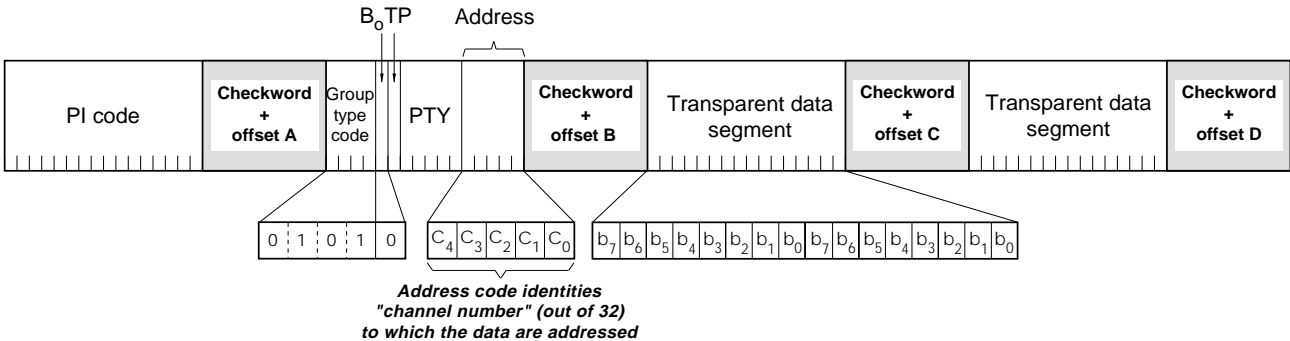 B₀TP Address
PI code
Checkword
+
offset A
Group
type
code
PTY
Checkword
+
offset B
Transparent data
segment
Checkword
+
offset C
Transparent data
segment
Checkword
+
offset D
0 1 0 1 0
C₄ C₃ C₂ C₁ C₀
b₇ b₆ b₅ b₄ b₃ b₂ b₁ b₀ b₇ b₆ b₅ b₄ b₃ b₂ b₁ b₀
Address code identities
"channel number" (out of 32)
to which the data are addressed